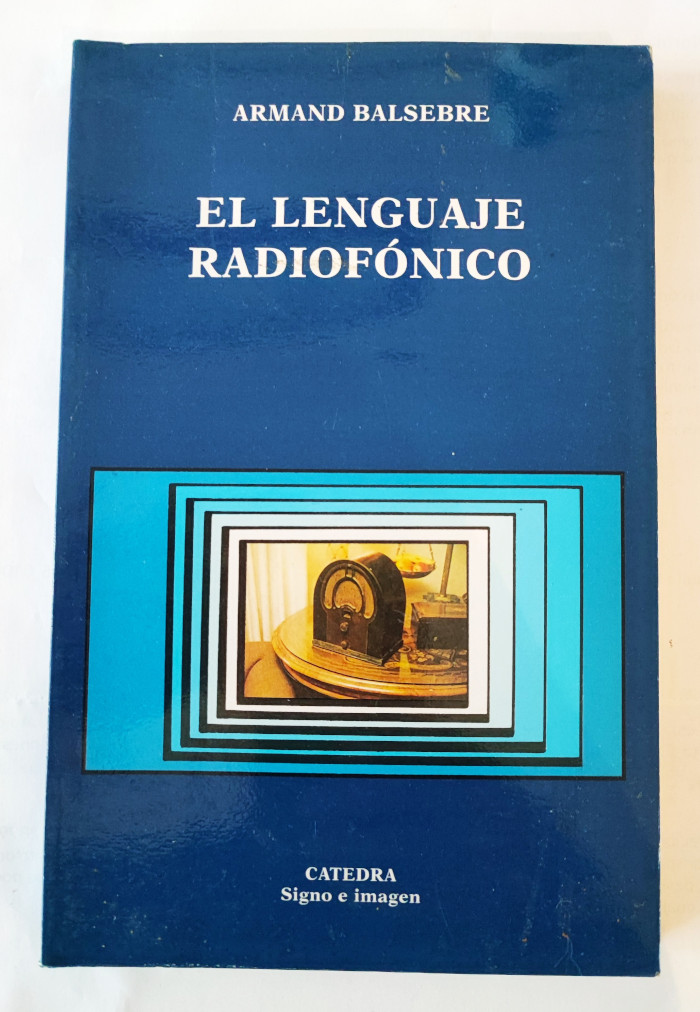 ARMAND BALSEBRE
EL LENGUAJE
RADIOFÓNICO
CATEDRA
Signo e imagen